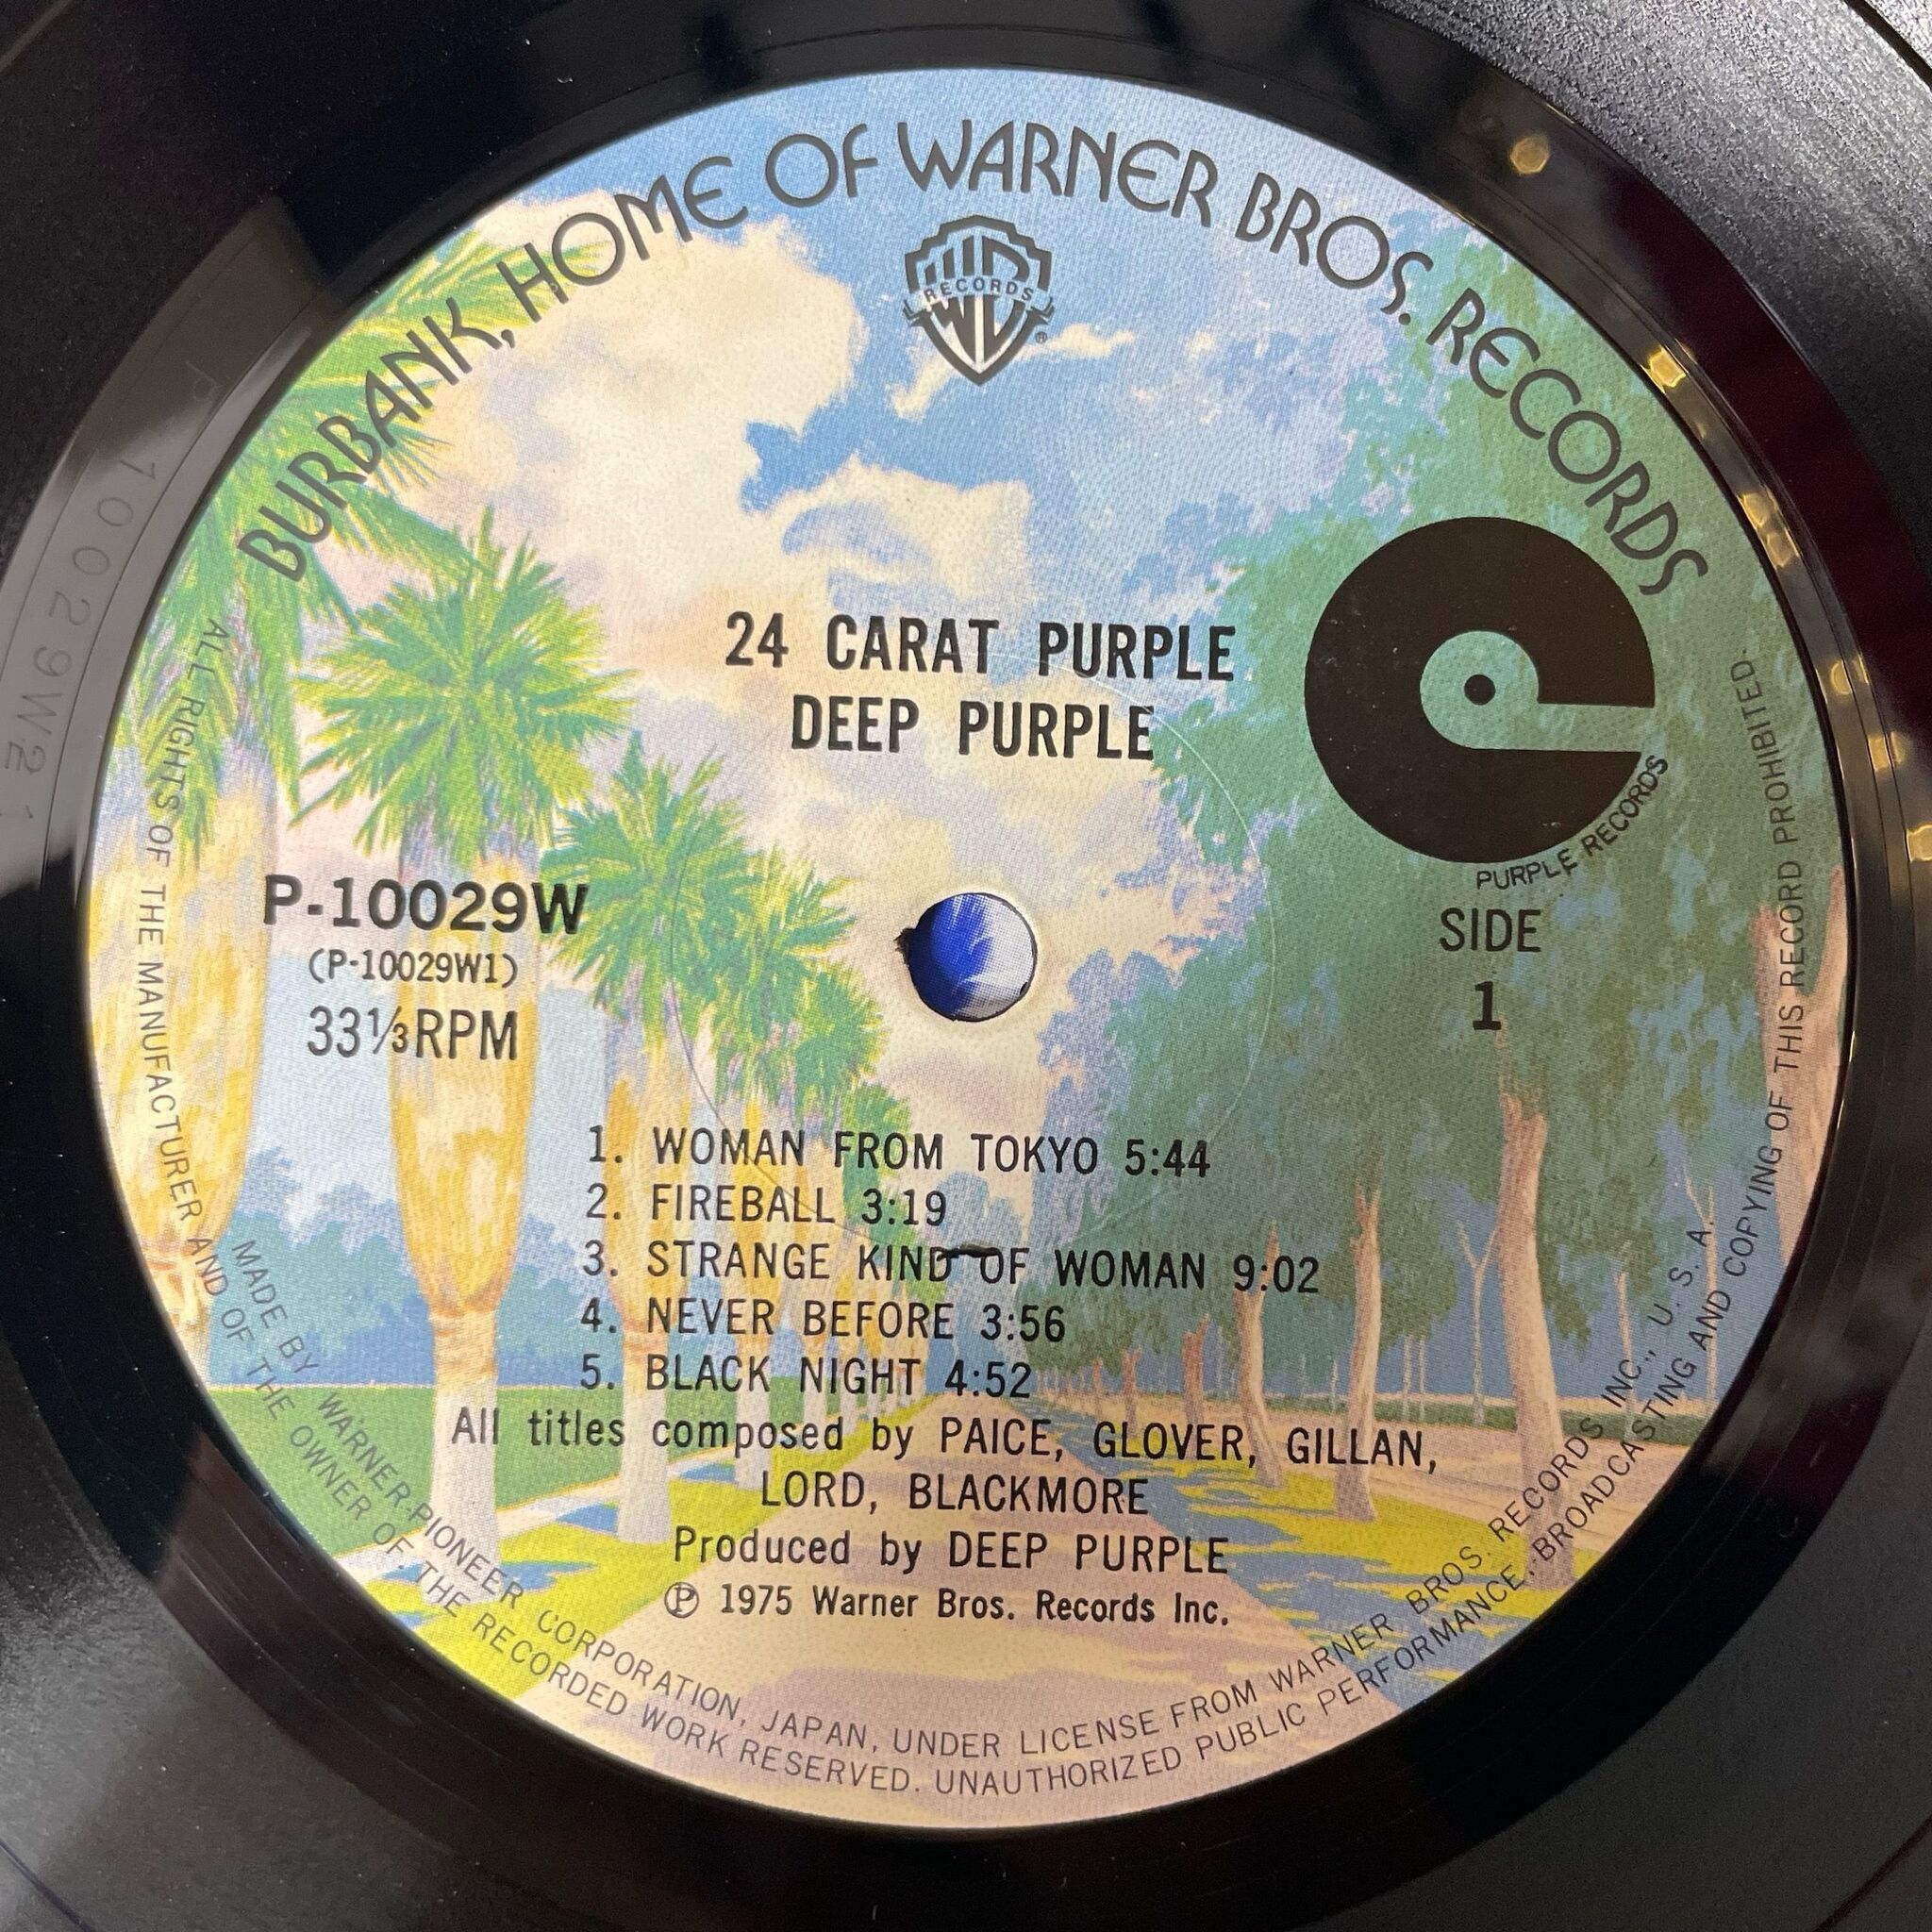 BURBANK, HOME OF WARNER BROS. RECORDS
RECORDS
®
24 CARAT PURPLE
DEEP PURPLE
PURPLE RECORDS
P-10029W
(P-10029W1)
33⅓RPM
SIDE
1
1. WOMAN FROM TOKYO 5:44
2. FIREBALL 3:19
3. STRANGE KIND OF WOMAN 9:02
4. NEVER BEFORE 3:56
5. BLACK NIGHT 4:52
All titles composed by PAICE, GLOVER, GILLAN,
LORD, BLACKMORE
Produced by DEEP PURPLE
℗ 1975 Warner Bros. Records Inc.
MADE BY WARNER-PIONEER CORPORATION, JAPAN, UNDER LICENSE FROM WARNER BROS. RECORDS INC., U. S. A.
ALL RIGHTS OF THE MANUFACTURER AND OF THE OWNER OF THE RECORDED WORK RESERVED. UNAUTHORIZED PUBLIC PERFORMANCE, BROADCASTING AND COPYING OF THIS RECORD PROHIBITED.
P 10029W2